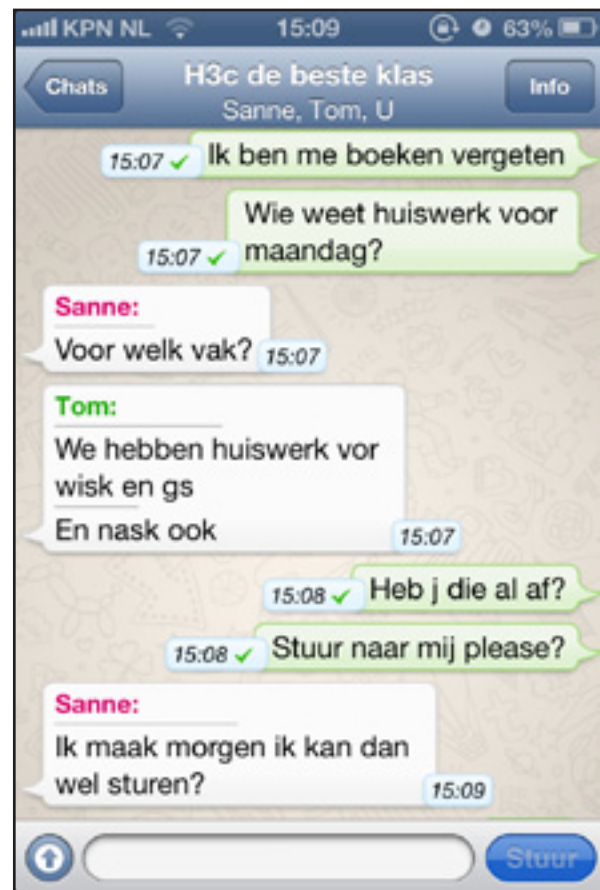 KPN NL 15:09 63%
Chats H3c de beste klas Info
Sanne, Tom, U
15:07 Ik ben me boeken vergeten
Wie weet huiswerk voor
15:07 maandag?
Sanne:
Voor welk vak? 15:07
Tom:
We hebben huiswerk vor
wisk en gs
En nask ook 15:07
15:08 Heb j die al af?
15:08 Stuur naar mij please?
Sanne:
Ik maak morgen ik kan dan
wel sturen? 15:09
Stuur